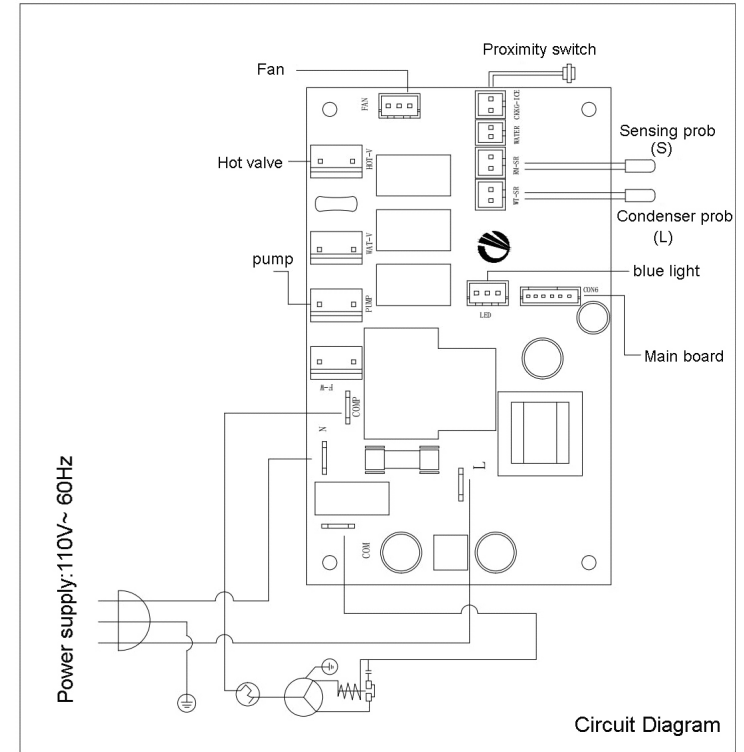 Proximity switch
Fan
FAN
CKKG-ICE
WATER
Sensing prob
(S)
Hot valve
HOT-V
RM-SR
WT-SR
Condenser prob
(L)
WAT-V
pump
blue light
PUMP
LED
CON6
Main board
F-W
COMP
N
L
Power supply:110V~ 60Hz
COM
Circuit Diagram